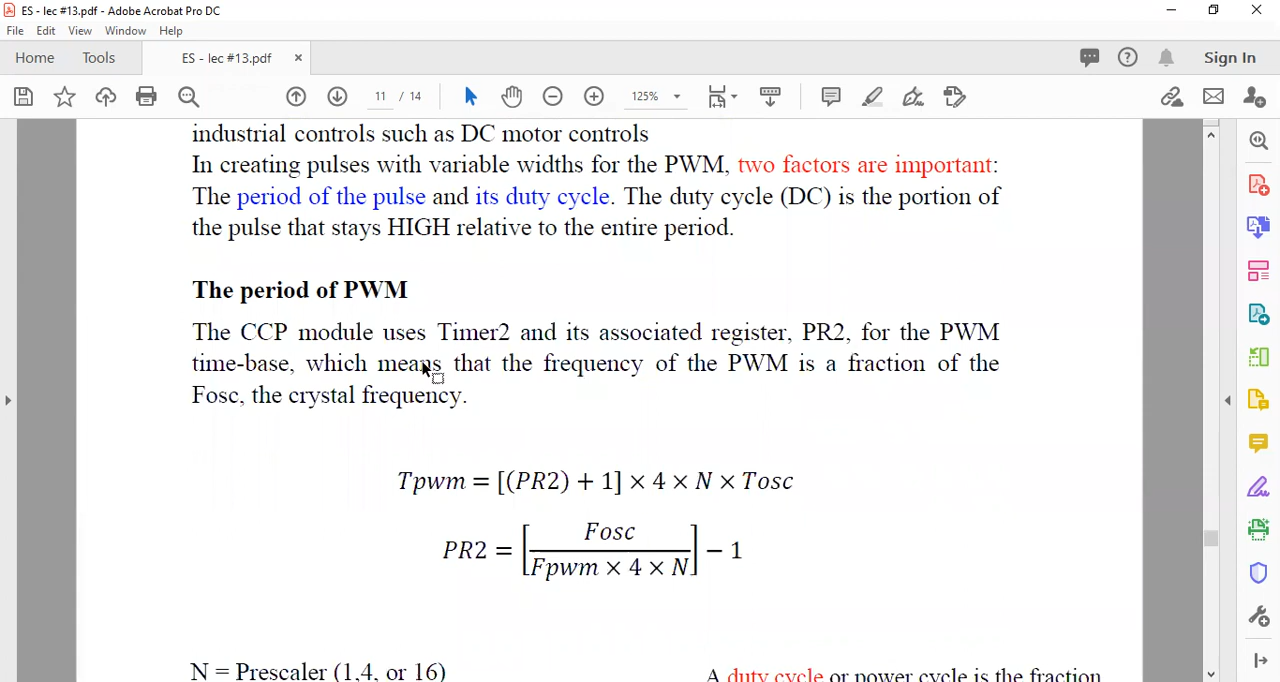 ES - lec #13.pdf - Adobe Acrobat Pro DC
File Edit View Window Help
Home Tools ES - lec #13.pdf × Sign In
11 / 14 125%
industrial controls such as DC motor controls
In creating pulses with variable widths for the PWM, two factors are important:
The period of the pulse and its duty cycle. The duty cycle (DC) is the portion of
the pulse that stays HIGH relative to the entire period.
The period of PWM
The CCP module uses Timer2 and its associated register, PR2, for the PWM
time-base, which means that the frequency of the PWM is a fraction of the
Fosc, the crystal frequency.
Tpwm = [(PR2) + 1] × 4 × N × Tosc
PR2 = [Fosc / Fpwm × 4 × N] − 1
N = Prescaler (1,4, or 16)
A duty cycle or power cycle is the fraction